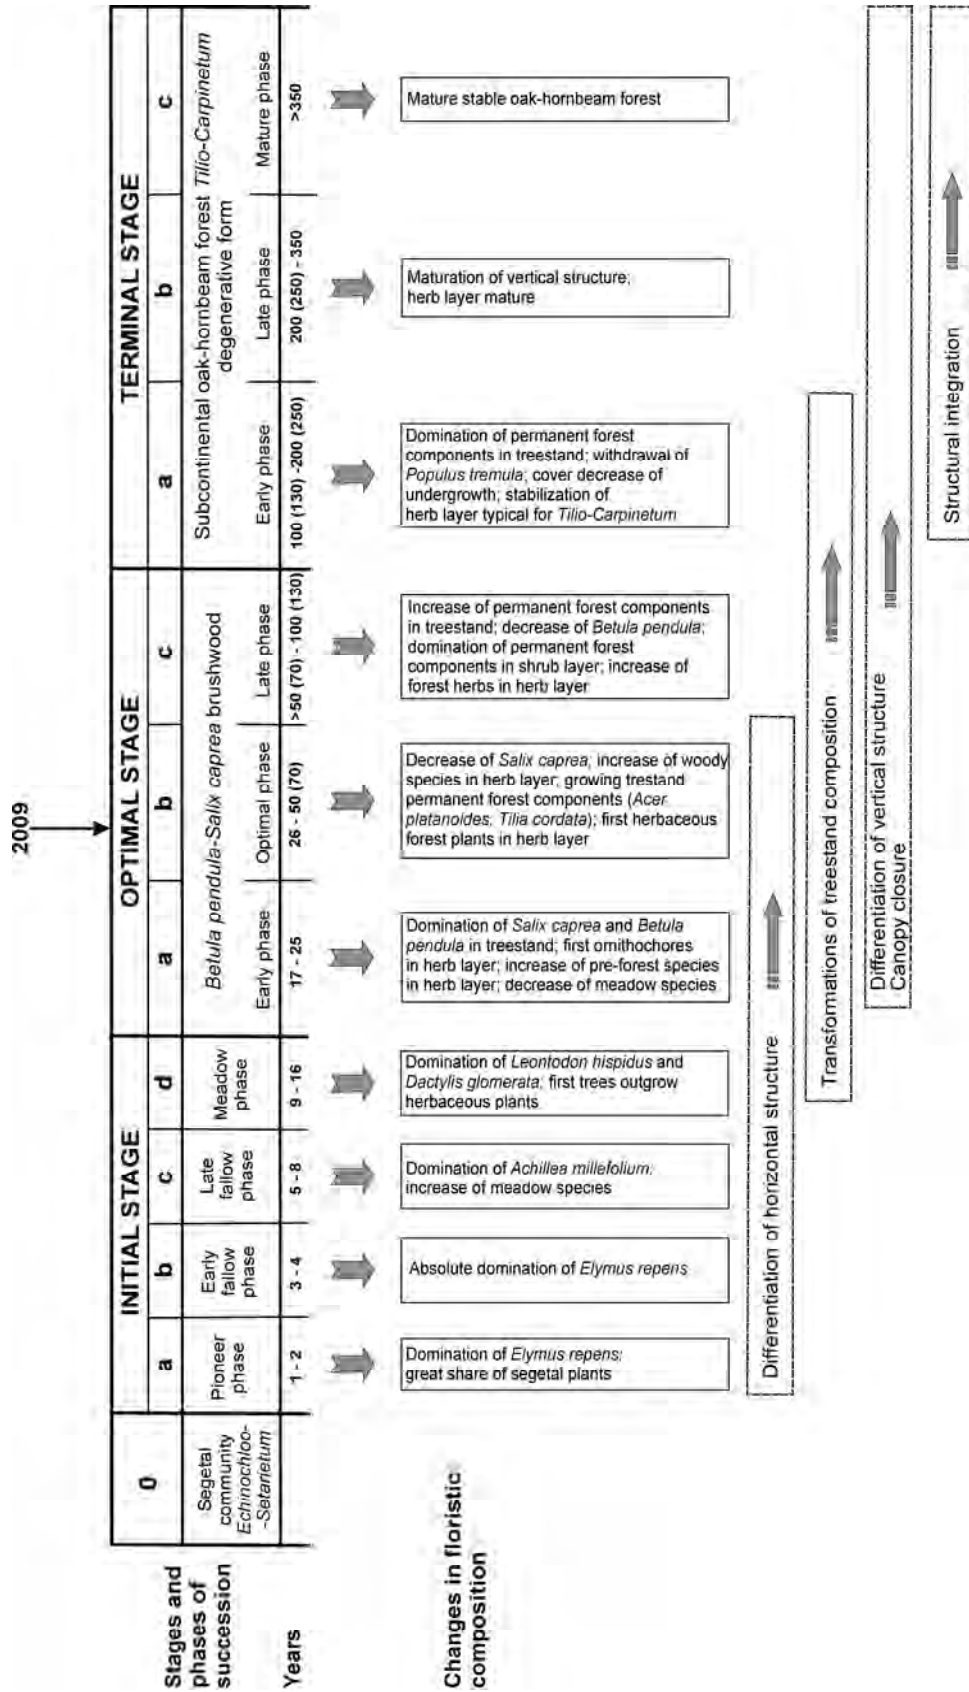 2009
Stages and
phases of
succession
0
INITIAL STAGE
OPTIMAL STAGE
TERMINAL STAGE
a
b
c
d
a
b
c
a
b
c
Segetal
community
Echinochloo-
-Setarietum
Pioneer
phase
Early
fallow
phase
Late
fallow
phase
Meadow
phase
Betula pendula-Salix caprea brushwood
Early phase
Optimal phase
Late phase
Subcontinental oak-hornbeam forest Tilio-Carpinetum
degenerative form
Early phase
Late phase
Mature phase
Years
1 - 2
3 - 4
5 - 8
9 - 16
17 - 25
26 - 50 (70)
>50 (70) - 100 (130)
100 (130) -200 (250)
200 (250) - 350
>350
Changes in floristic
composition
Domination of Elymus repens;
great share of segetal plants
Absolute domination of Elymus repens
Domination of Achillea millefolium;
increase of meadow species
Domination of Leontodon hispidus and
Dactylis glomerata; first trees outgrow
herbaceous plants
Domination of Salix caprea and Betula
pendula in treestand; first ornithochores
in herb layer; increase of pre-forest species
in herb layer; decrease of meadow species
Decrease of Salix caprea; increase of woody
species in herb layer; growing trestand
permanent forest components (Acer
platanoides, Tilia cordata); first herbaceous
forest plants in herb layer
Increase of permanent forest components
in treestand; decrease of Betula pendula;
domination of permanent forest
components in shrub layer; increase of
forest herbs in herb layer
Domination of permanent forest
components in treestand; withdrawal of
Populus tremula; cover decrease of
undergrowth; stabilization of
herb layer typical for Tilio-Carpinetum
Maturation of vertical structure;
herb layer mature
Mature stable oak-hornbeam forest
Differentiation of horizontal structure
Transformations of treestand composition
Differentiation of vertical structure
Canopy closure
Structural integration